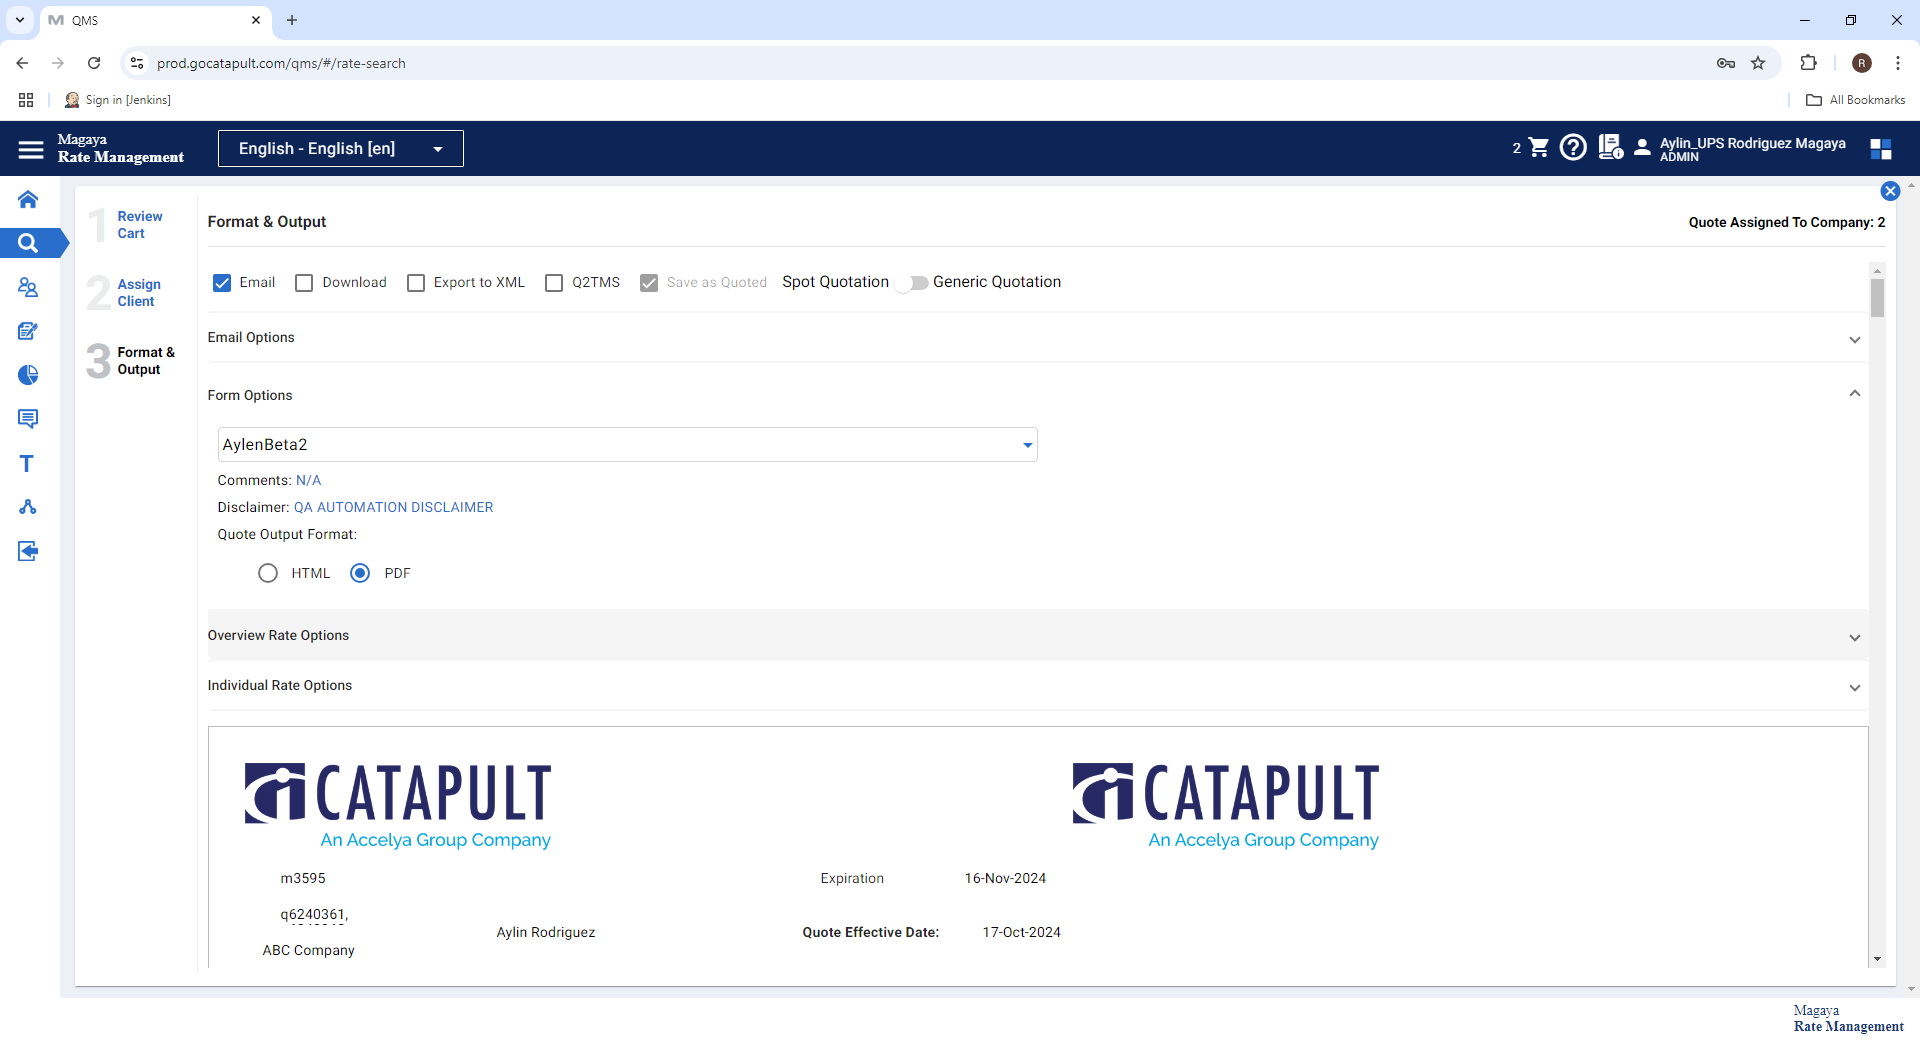 QMS
prod.gocatapult.com/qms/#/rate-search
R
Sign in [Jenkins]
All Bookmarks
Magaya
Rate Management
English - English [en]
2
Aylin_UPS Rodriguez Magaya
ADMIN
1 Review
Cart
2 Assign
Client
3 Format &
Output
Format & Output
Quote Assigned To Company: 2
Email
Download
Export to XML
Q2TMS
Save as Quoted
Spot Quotation
Generic Quotation
Email Options
Form Options
AylenBeta2
Comments: N/A
Disclaimer: QA AUTOMATION DISCLAIMER
Quote Output Format:
HTML
PDF
Overview Rate Options
Individual Rate Options
CATAPULT
An Accelya Group Company
CATAPULT
An Accelya Group Company
m3595
Expiration
16-Nov-2024
q6240361,
Aylin Rodriguez
Quote Effective Date:
17-Oct-2024
ABC Company
T
Magaya
Rate Management